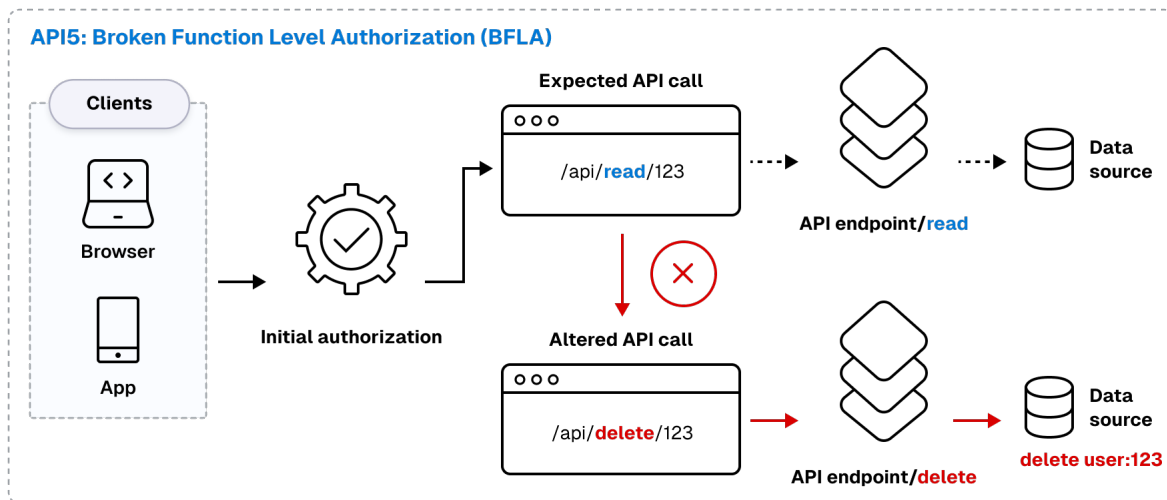 API5: Broken Function Level Authorization (BFLA)
Clients
Browser
App
Initial authorization
Expected API call
/api/read/123
API endpoint/read
Data
source
Altered API call
/api/delete/123
API endpoint/delete
Data
source
delete user:123